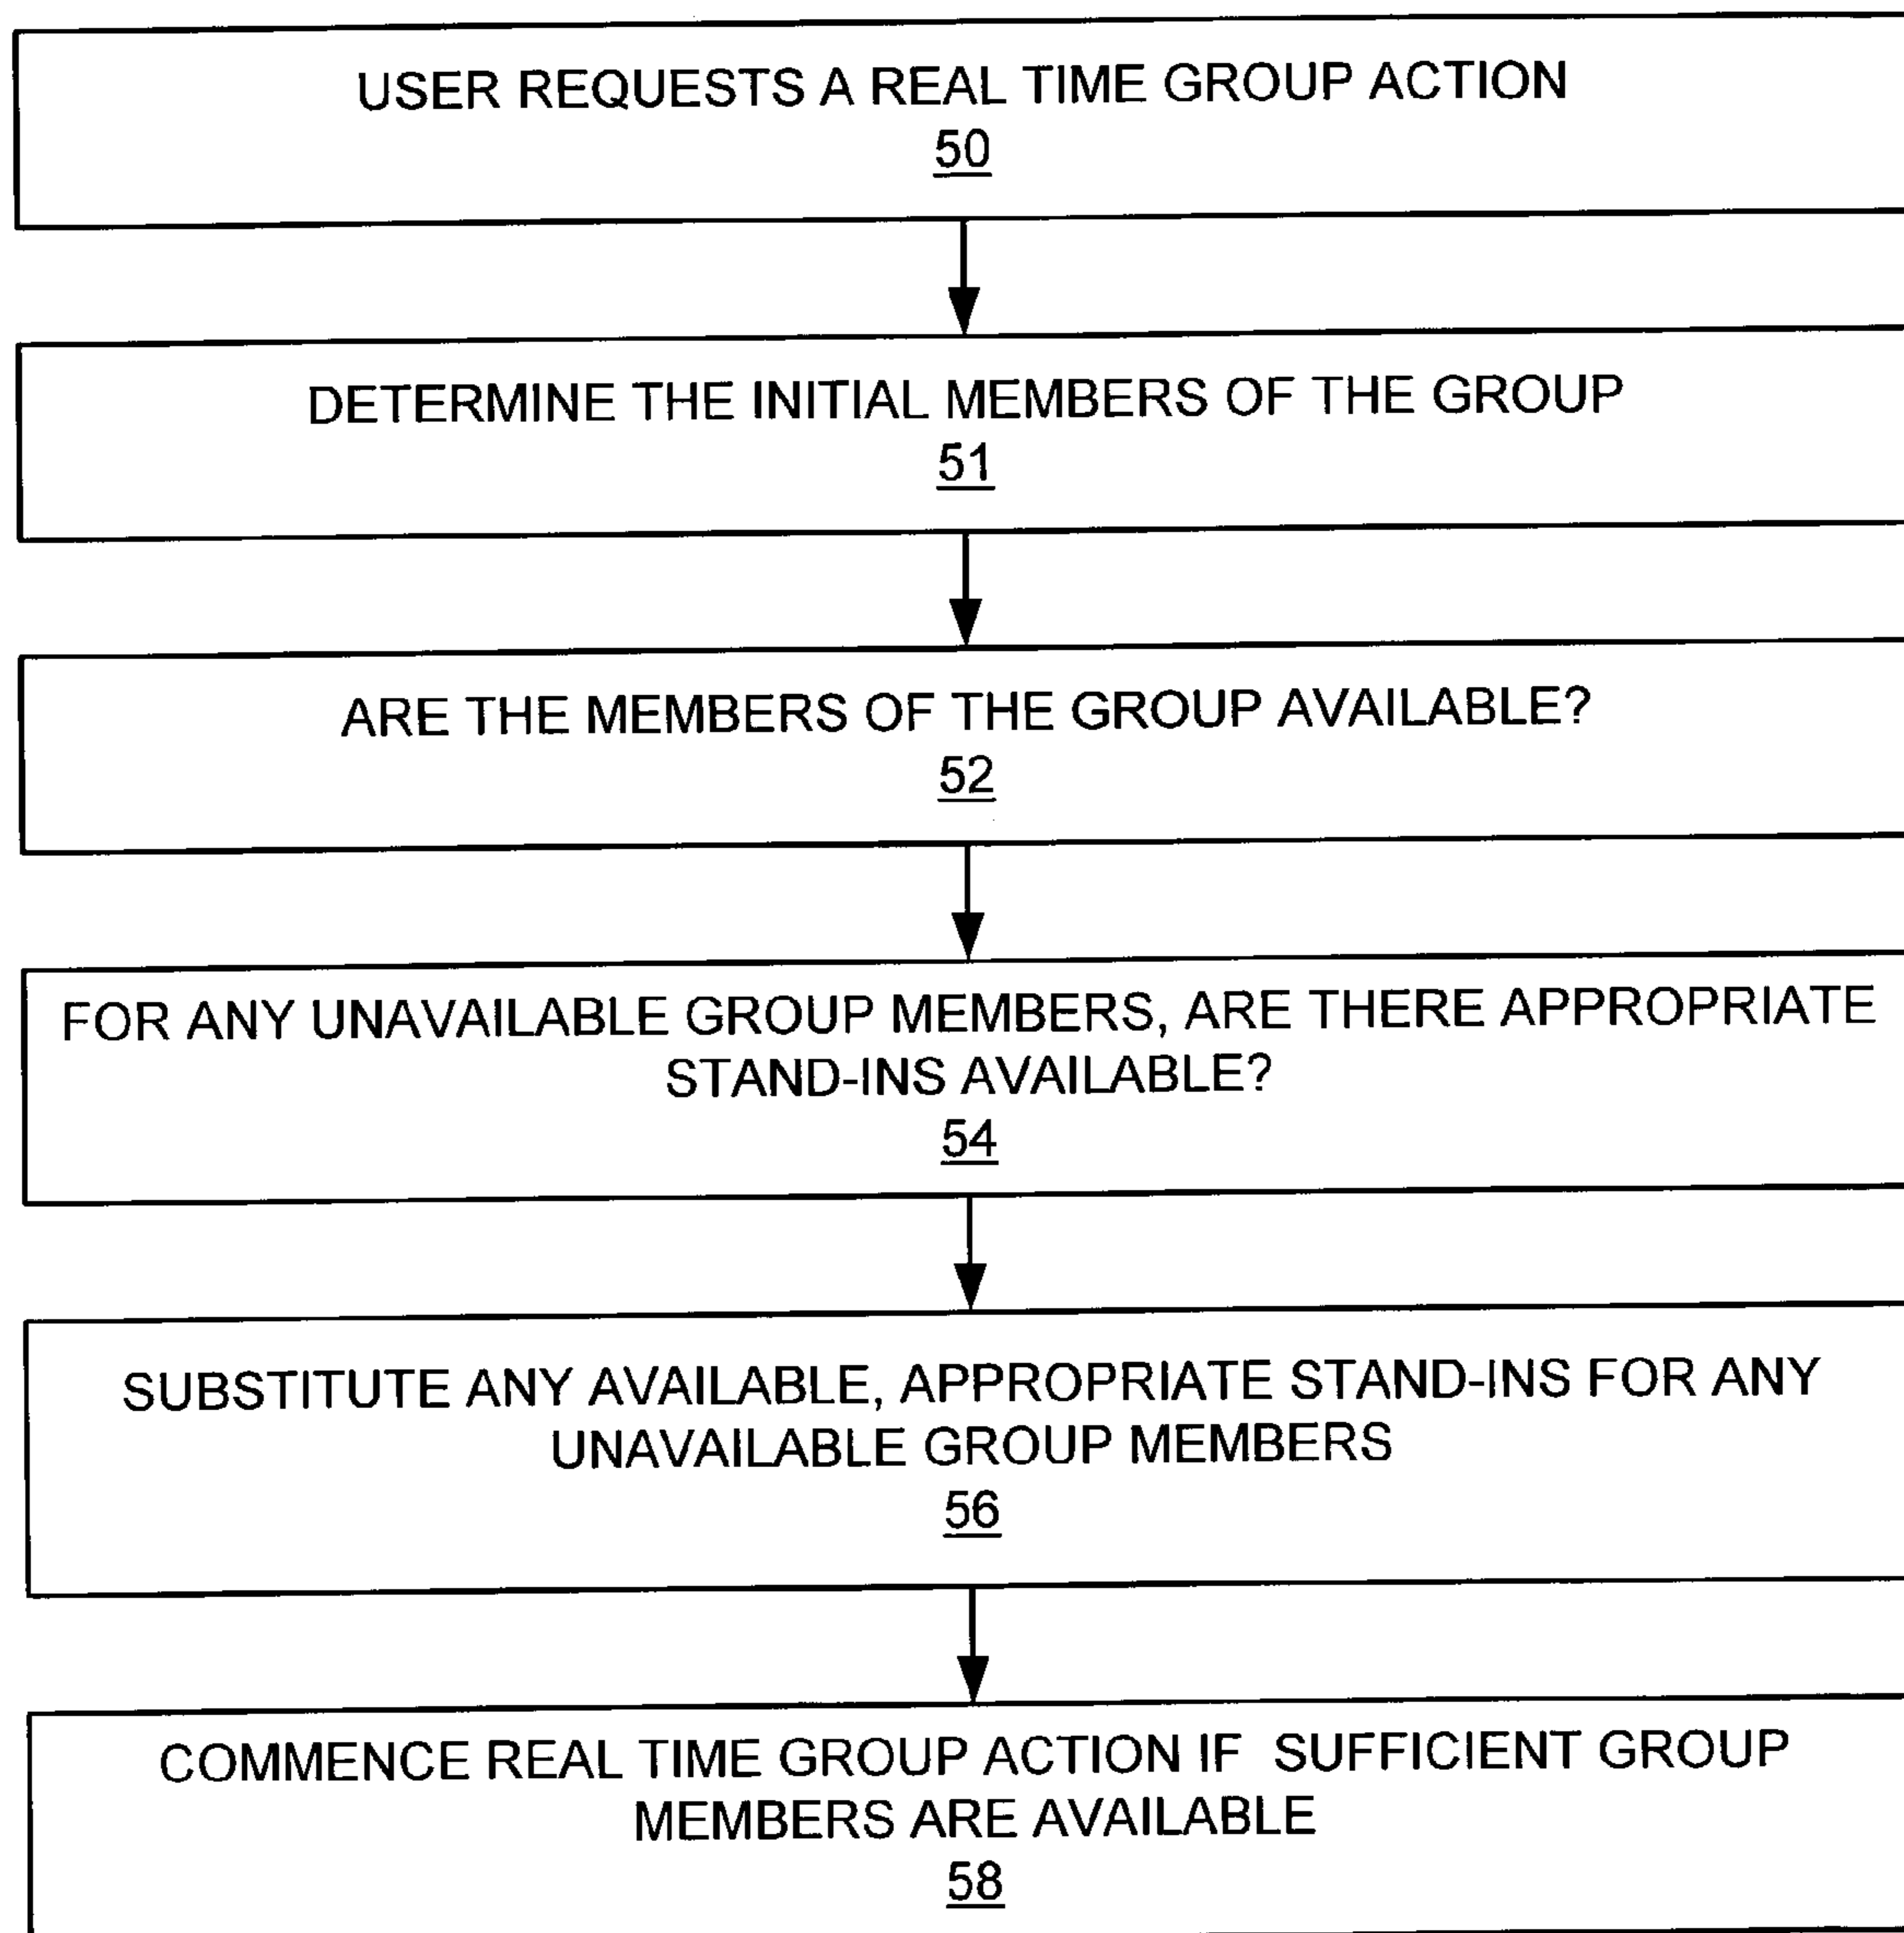 USER REQUESTS A REAL TIME GROUP ACTION
50
DETERMINE THE INITIAL MEMBERS OF THE GROUP
51
ARE THE MEMBERS OF THE GROUP AVAILABLE?
52
FOR ANY UNAVAILABLE GROUP MEMBERS, ARE THERE APPROPRIATE
STAND-INS AVAILABLE?
54
SUBSTITUTE ANY AVAILABLE, APPROPRIATE STAND-INS FOR ANY
UNAVAILABLE GROUP MEMBERS
56
COMMENCE REAL TIME GROUP ACTION IF SUFFICIENT GROUP
MEMBERS ARE AVAILABLE
58